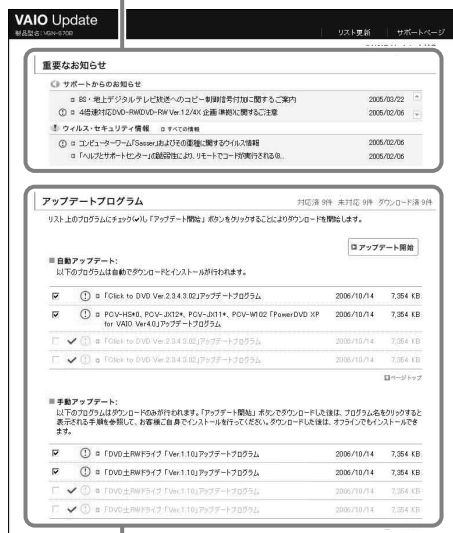 VAIO Update
製品型名:VGN-S70B
リスト更新 サポートページ
重要なお知らせ
サポートからのお知らせ
BS・地上デジタルテレビ放送へのコピー制御信号付加に関するご案内 2005/03/22
4倍速対応DVD-RW/DVD-RW Ver.1.2/4X 企画(準拠)に関するご注意 2005/02/06
ウィルス・セキュリティ情報 すべての情報
コンピューターワーム「Sasser」およびその亜種に関するウイルス情報 2005/02/06
「ヘルプとサポートセンター」の脆弱性により、リモートでコードが実行される@.. 2005/02/06
アップデートプログラム 対応済 9件 未対応 9件 ダウンロード済 9件
リスト上のプログラムにチェック(✔)し「アップデート開始」ボタンをクリックすることによりダウンロードを開始します。
アップデート開始
自動アップデート:
以下のプログラムは自動でダウンロードとインストールが行われます。
「Click to DVD Ver.2.3.4.3.02」アップデートプログラム 2006/10/14 7,354 KB
PCV-HS*0、PCV-JX12*、PCV-JX11*、PCV-W102「PowerDVD XP for VAIO Ver4.0」アップデートプログラム 2006/10/14 7,354 KB
「Click to DVD Ver.2.3.4.3.02」アップデートプログラム 2006/10/14 7,354 KB
「Click to DVD Ver.2.3.4.3.02」アップデートプログラム 2006/10/14 7,354 KB
ページトップ
手動アップデート:
以下のプログラムはダウンロードのみが行われます。「アップデート開始」ボタンでダウンロードした後は、プログラム名をクリックすると
表示される手順を参照して、お客様ご自身でインストールを行ってください。ダウンロードした後は、オフラインでもインストールでき
ます。
「DVD±RWドライブ「Ver.1.10」アップデートプログラム 2006/10/14 7,354 KB
「DVD±RWドライブ「Ver.1.10」アップデートプログラム 2006/10/14 7,354 KB
「DVD±RWドライブ「Ver.1.10」アップデートプログラム 2006/10/14 7,354 KB
「DVD±RWドライブ「Ver.1.10」アップデートプログラム 2006/10/14 7,354 KB